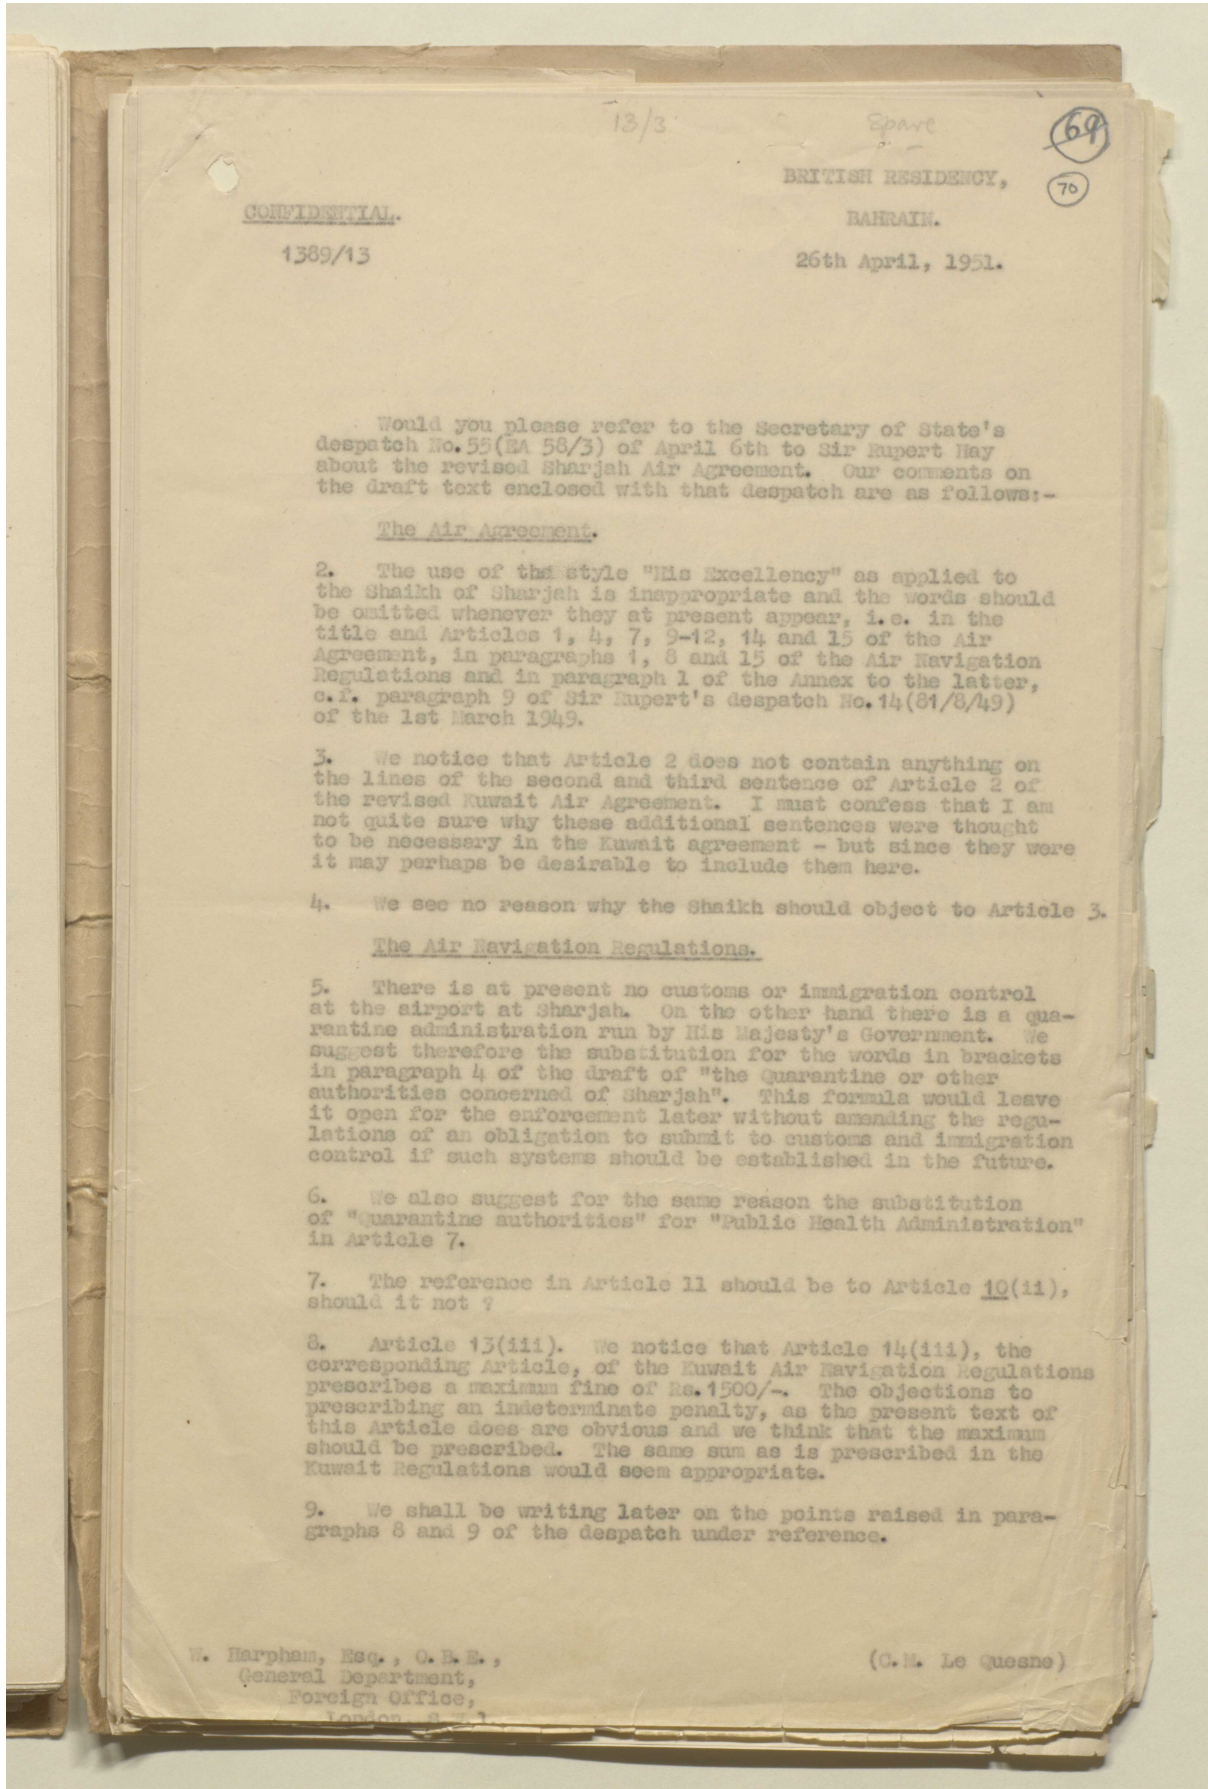 13/3 Spare
69
BRITISH RESIDENCY,
70
CONFIDENTIAL.
BAHRAIN.
1389/13
26th April, 1951.
Would you please refer to the Secretary of State's
despatch No.55(EA 58/3) of April 6th to Sir Rupert Hay
about the revised Sharjah Air Agreement. Our comments on
the draft text enclosed with that despatch are as follows:-
The Air Agreement.
2. The use of the style "His Excellency" as applied to
the Shaikh of Sharjah is inappropriate and the words should
be omitted whenever they at present appear, i.e. in the
title and Articles 1, 4, 7, 9-12, 14 and 15 of the Air
Agreement, in paragraphs 1, 8 and 15 of the Air Navigation
Regulations and in paragraph 1 of the Annex to the latter,
c.f. paragraph 9 of Sir Rupert's despatch No.14(81/8/49)
of the 1st March 1949.
3. We notice that Article 2 does not contain anything on
the lines of the second and third sentence of Article 2 of
the revised Kuwait Air Agreement. I must confess that I am
not quite sure why these additional sentences were thought
to be necessary in the Kuwait agreement - but since they were
it may perhaps be desirable to include them here.
4. We see no reason why the Shaikh should object to Article 3.
The Air Navigation Regulations.
5. There is at present no customs or immigration control
at the airport at Sharjah. On the other hand there is a qua-
rantine administration run by His Majesty's Government. We
suggest therefore the substitution for the words in brackets
in paragraph 4 of the draft of "the Quarantine or other
authorities concerned of Sharjah". This formula would leave
it open for the enforcement later without amending the regu-
lations of an obligation to submit to customs and immigration
control if such systems should be established in the future.
6. We also suggest for the same reason the substitution
of "Quarantine authorities" for "Public Health Administration"
in Article 7.
7. The reference in Article 11 should be to Article 10(ii),
should it not ?
8. Article 13(iii). We notice that Article 14(iii), the
corresponding Article, of the Kuwait Air Navigation Regulations
prescribes a maximum fine of Rs.1500/-. The objections to
prescribing an indeterminate penalty, as the present text of
this Article does are obvious and we think that the maximum
should be prescribed. The same sum as is prescribed in the
Kuwait Regulations would seem appropriate.
9. We shall be writing later on the points raised in para-
graphs 8 and 9 of the despatch under reference.
W. Harpham, Esq., O.B.E.,
(C.M. Le Quesne)
General Department,
Foreign Office,
London, S.W.1.